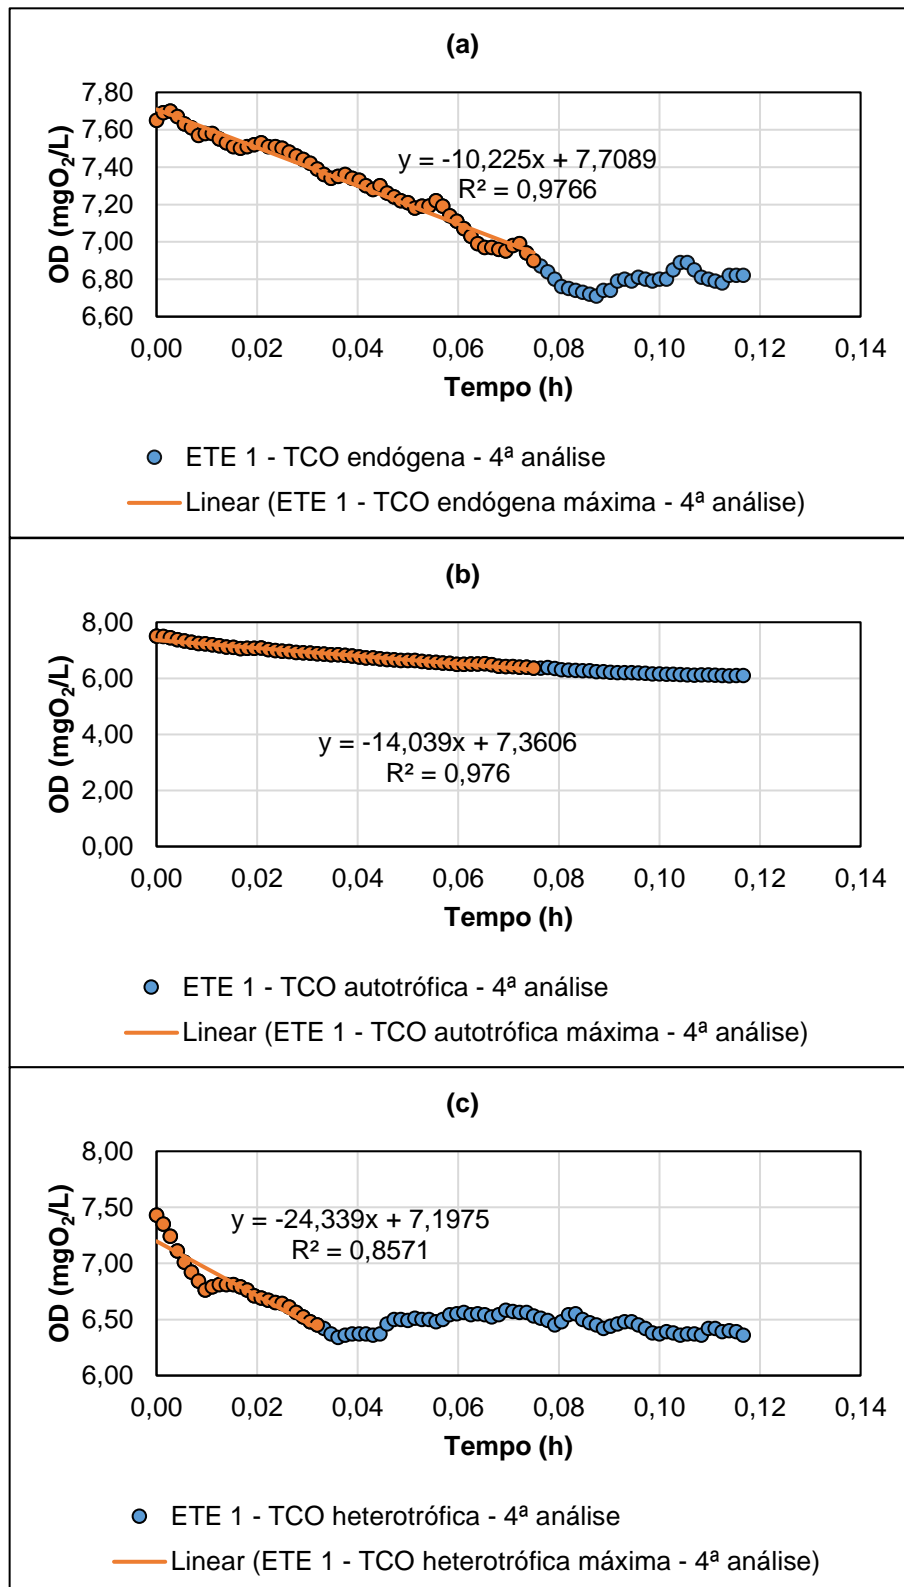 (a)
OD (mgO₂/L)
7,80
7,60
7,40
7,20
7,00
6,80
6,60
y = -10,225x + 7,7089
R² = 0,9766
0,00 0,02 0,04 0,06 0,08 0,10 0,12 0,14
Tempo (h)
ETE 1 - TCO endógena - 4ª análise
Linear (ETE 1 - TCO endógena máxima - 4ª análise)
(b)
OD (mgO₂/L)
8,00
6,00
4,00
2,00
0,00
y = -14,039x + 7,3606
R² = 0,976
0,00 0,02 0,04 0,06 0,08 0,10 0,12 0,14
Tempo (h)
ETE 1 - TCO autotrófica - 4ª análise
Linear (ETE 1 - TCO autotrófica máxima - 4ª análise)
(c)
OD (mgO₂/L)
8,00
7,50
7,00
6,50
6,00
y = -24,339x + 7,1975
R² = 0,8571
0,00 0,02 0,04 0,06 0,08 0,10 0,12 0,14
Tempo (h)
ETE 1 - TCO heterotrófica - 4ª análise
Linear (ETE 1 - TCO heterotrófica máxima - 4ª análise)